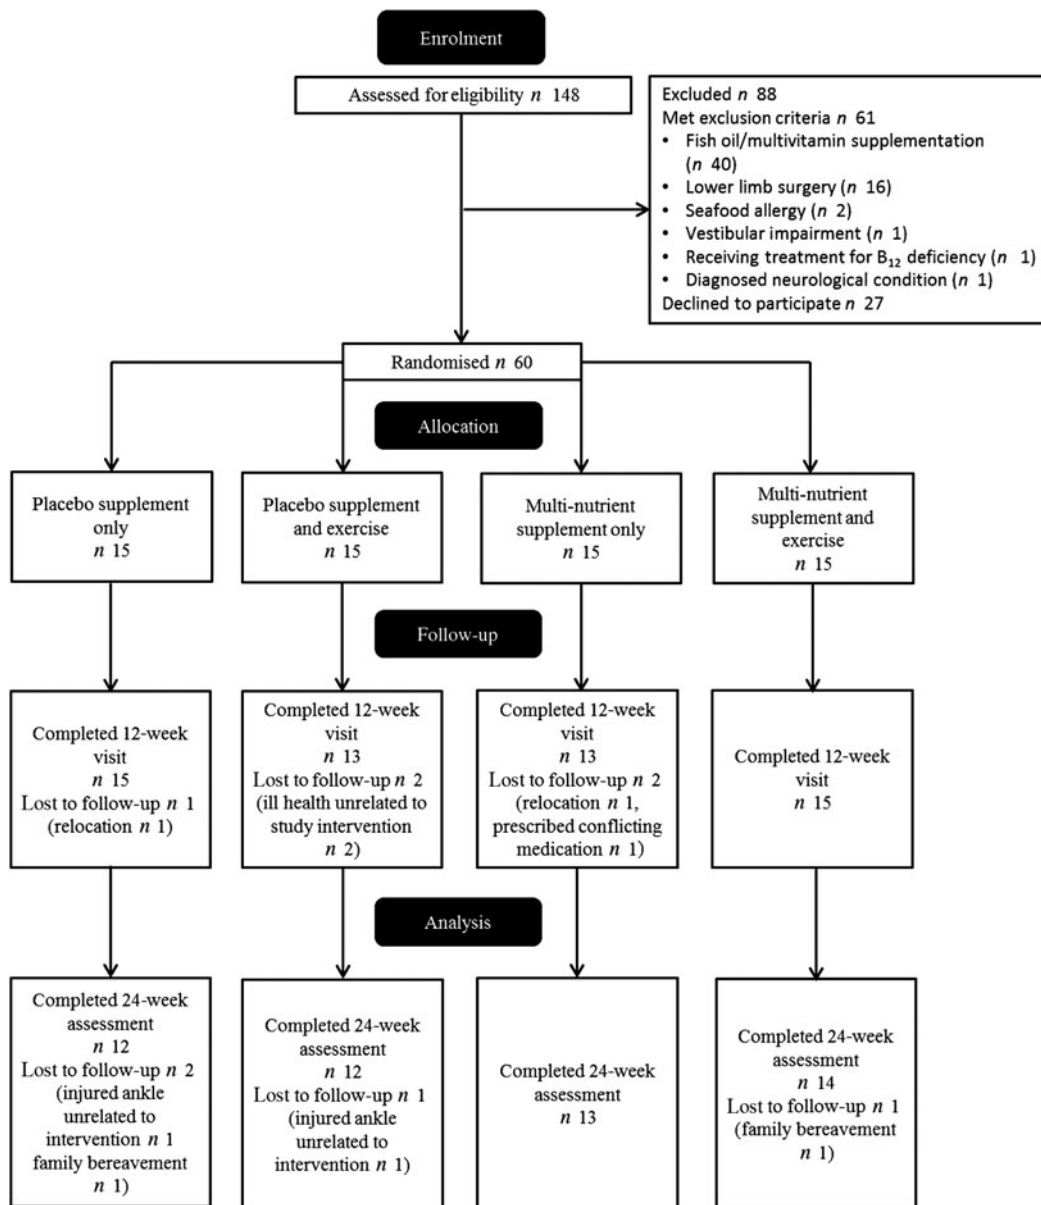 Enrolment
Assessed for eligibility n 148
Excluded n 88
Met exclusion criteria n 61
• Fish oil/multivitamin supplementation
(n 40)
• Lower limb surgery (n 16)
• Seafood allergy (n 2)
• Vestibular impairment (n 1)
• Receiving treatment for B12 deficiency (n 1)
• Diagnosed neurological condition (n 1)
Declined to participate n 27
Randomised n 60
Allocation
Placebo supplement
only
n 15
Placebo supplement
and exercise
n 15
Multi-nutrient
supplement only
n 15
Multi-nutrient
supplement and
exercise
n 15
Follow-up
Completed 12-week
visit
n 15
Lost to follow-up n 1
(relocation n 1)
Completed 12-week
visit
n 13
Lost to follow-up n 2
(ill health unrelated to
study intervention
n 2)
Completed 12-week
visit
n 13
Lost to follow-up n 2
(relocation n 1,
prescribed conflicting
medication n 1)
Completed 12-week
visit
n 15
Analysis
Completed 24-week
assessment
n 12
Lost to follow-up n 2
(injured ankle
unrelated to
intervention n 1
family bereavement
n 1)
Completed 24-week
assessment
n 12
Lost to follow-up n 1
(injured ankle
unrelated to
intervention n 1)
Completed 24-week
assessment
n 13
Completed 24-week
assessment
n 14
Lost to follow-up n 1
(family bereavement
n 1)